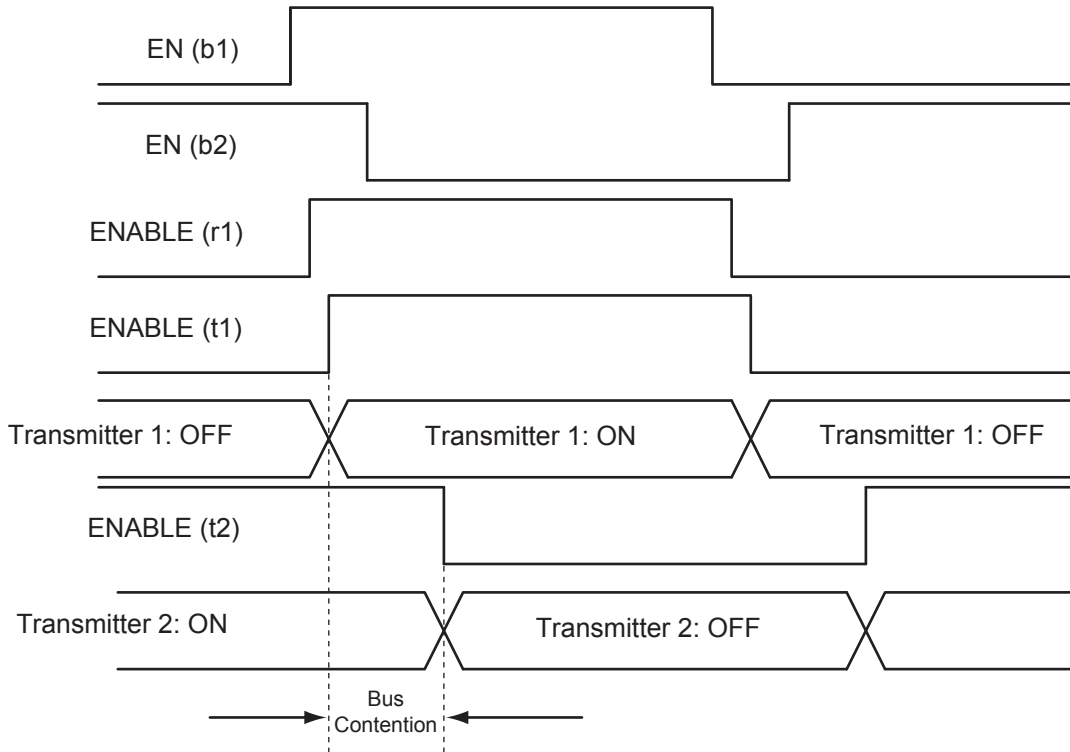 EN (b1)
EN (b2)
ENABLE (r1)
ENABLE (t1)
Transmitter 1: OFF
Transmitter 1: ON
Transmitter 1: OFF
ENABLE (t2)
Transmitter 2: ON
Transmitter 2: OFF
Bus
Contention